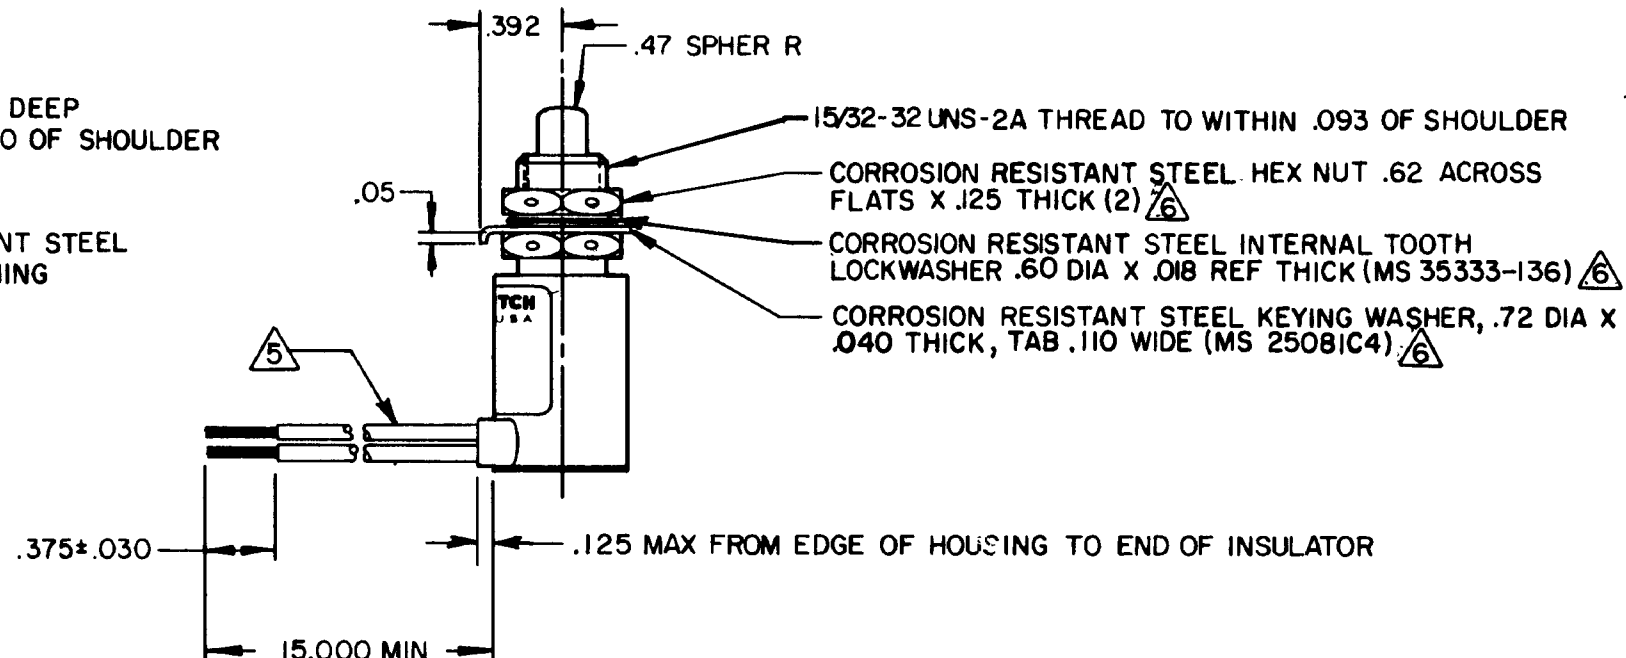 .392
.47 SPHER R
DEEP
O OF SHOULDER
15/32-32 UNS-2A THREAD TO WITHIN .093 OF SHOULDER
CORROSION RESISTANT STEEL HEX NUT .62 ACROSS
FLATS X .125 THICK (2) 6
.05
NT STEEL
ING
CORROSION RESISTANT STEEL INTERNAL TOOTH
LOCKWASHER .60 DIA X .018 REF THICK (MS 35333-136) 6
TCH
USA
CORROSION RESISTANT STEEL KEYING WASHER, .72 DIA X
.040 THICK, TAB .110 WIDE (MS 25081C4) 6
5
.375±.030
.125 MAX FROM EDGE OF HOUSING TO END OF INSULATOR
15.000 MIN